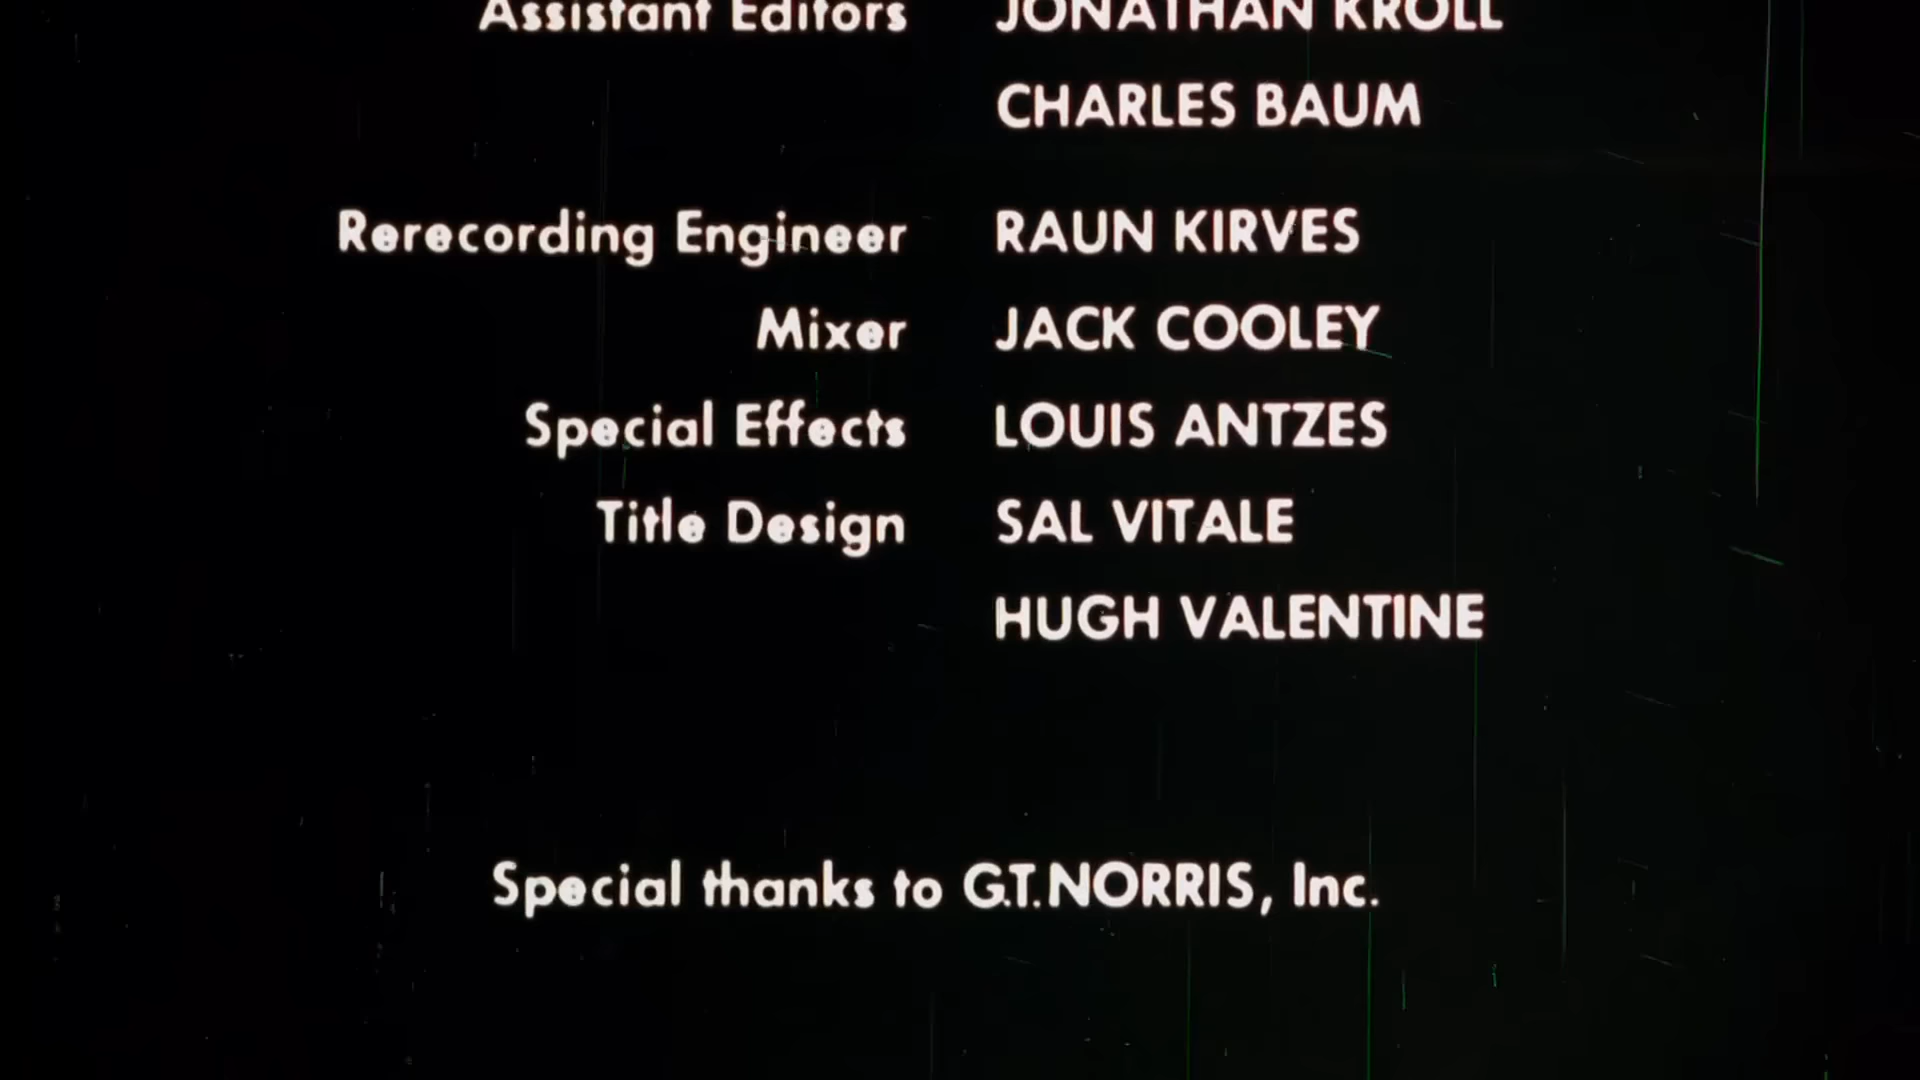 Assistant Editors JONATHAN KROLL
CHARLES BAUM
Rerecording Engineer RAUN KIRVES
Mixer JACK COOLEY
Special Effects LOUIS ANTZES
Title Design SAL VITALE
HUGH VALENTINE
Special thanks to G.T.NORRIS, Inc.